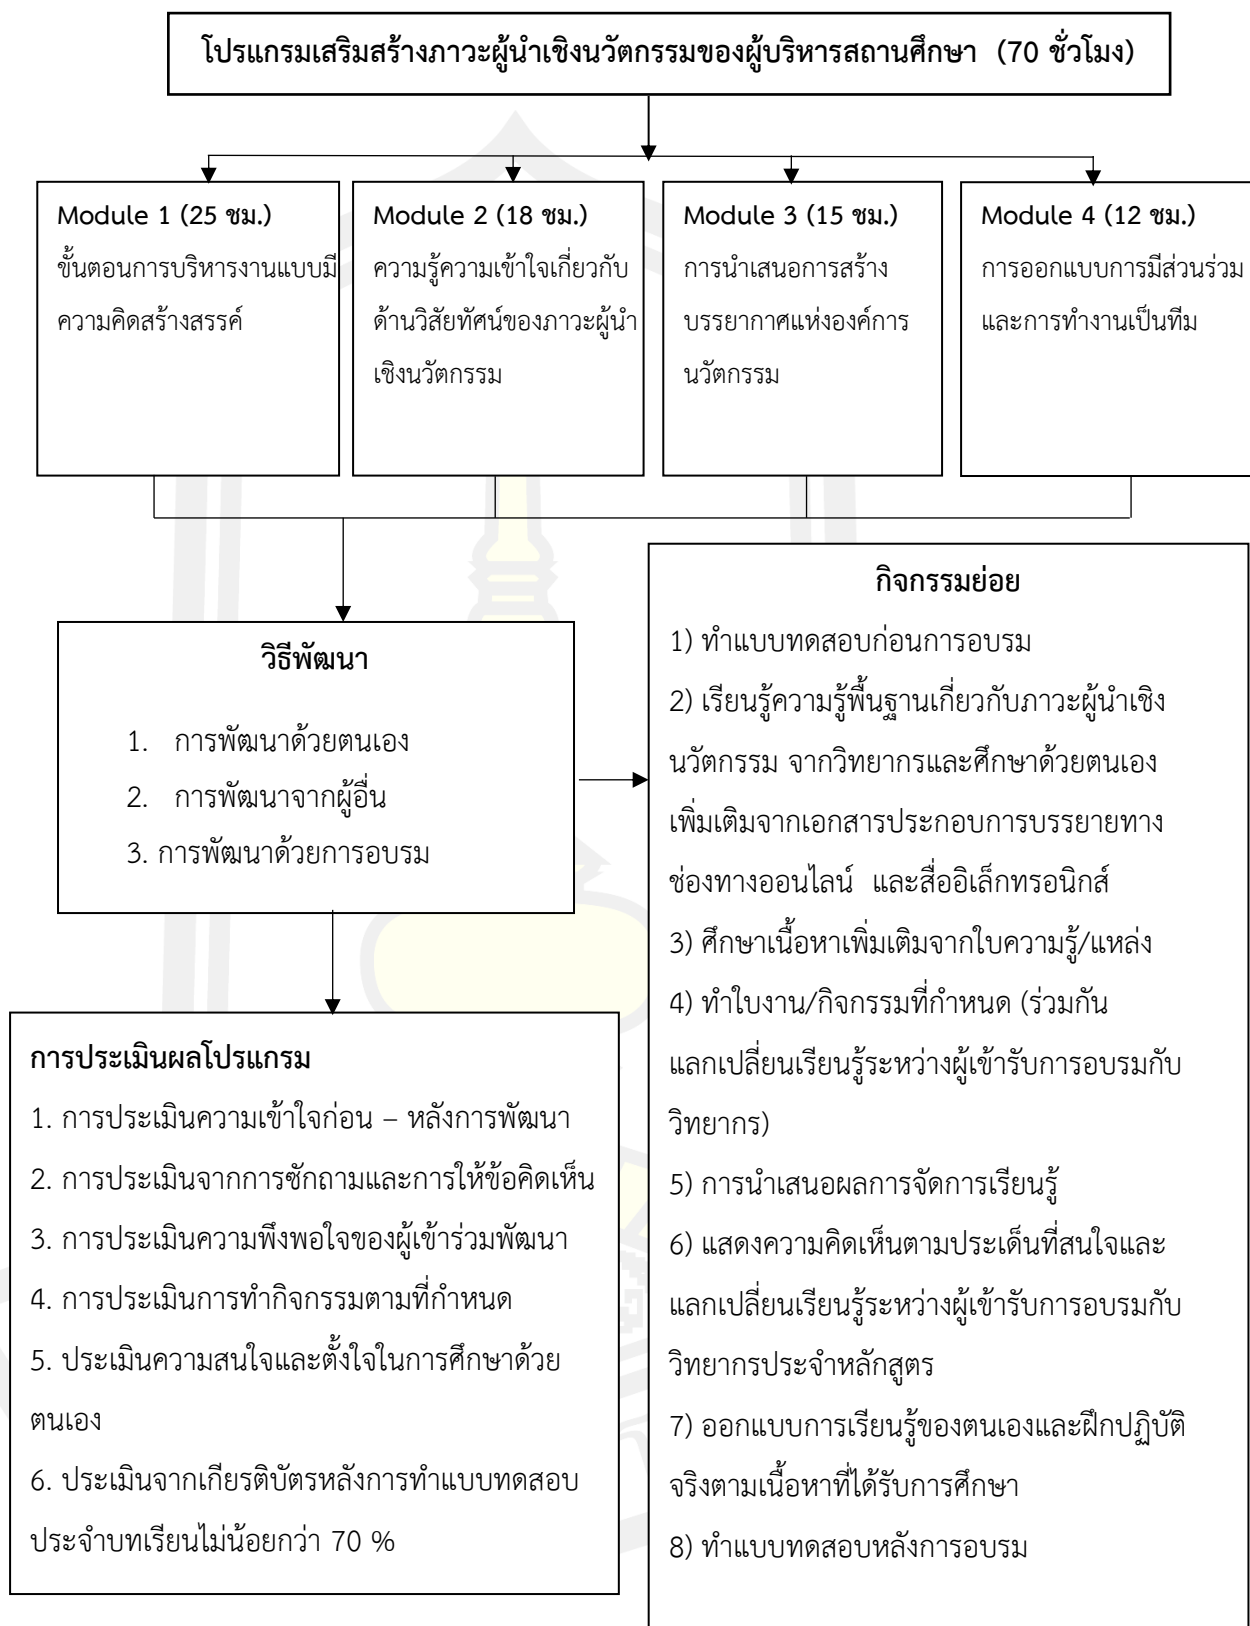 โปรแกรมเสริมสร้างภาวะผู้นำเชิงนวัตกรรมของผู้บริหารสถานศึกษา (70 ชั่วโมง)
Module 1 (25 ชม.)
ขั้นตอนการบริหารงานแบบมี
ความคิดสร้างสรรค์
Module 2 (18 ชม.)
ความรู้ความเข้าใจเกี่ยวกับ
ด้านวิสัยทัศน์ของภาวะผู้นำ
เชิงนวัตกรรม
Module 3 (15 ชม.)
การนำเสนอการสร้าง
บรรยากาศแห่งองค์การ
นวัตกรรม
Module 4 (12 ชม.)
การออกแบบการมีส่วนร่วม
และการทำงานเป็นทีม
วิธีพัฒนา
1. การพัฒนาด้วยตนเอง
2. การพัฒนาจากผู้อื่น
3. การพัฒนาด้วยการอบรม
กิจกรรมย่อย
1) ทำแบบทดสอบก่อนการอบรม
2) เรียนรู้ความรู้พื้นฐานเกี่ยวกับภาวะผู้นำเชิง
นวัตกรรม จากวิทยากรและศึกษาด้วยตนเอง
เพิ่มเติมจากเอกสารประกอบการบรรยายทาง
ช่องทางออนไลน์ และสื่ออิเล็กทรอนิกส์
3) ศึกษาเนื้อหาเพิ่มเติมจากใบความรู้/แหล่ง
4) ทำใบงาน/กิจกรรมที่กำหนด (ร่วมกัน
แลกเปลี่ยนเรียนรู้ระหว่างผู้เข้ารับการอบรมกับ
วิทยากร)
5) การนำเสนอผลการจัดการเรียนรู้
6) แสดงความคิดเห็นตามประเด็นที่สนใจและ
แลกเปลี่ยนเรียนรู้ระหว่างผู้เข้ารับการอบรมกับ
วิทยากรประจำหลักสูตร
7) ออกแบบการเรียนรู้ของตนเองและฝึกปฏิบัติ
จริงตามเนื้อหาที่ได้รับการศึกษา
8) ทำแบบทดสอบหลังการอบรม
การประเมินผลโปรแกรม
1. การประเมินความเข้าใจก่อน – หลังการพัฒนา
2. การประเมินจากการซักถามและการให้ข้อคิดเห็น
3. การประเมินความพึงพอใจของผู้เข้าร่วมพัฒนา
4. การประเมินการทำกิจกรรมตามที่กำหนด
5. ประเมินความสนใจและตั้งใจในการศึกษาด้วย
ตนเอง
6. ประเมินจากเกียรติบัตรหลังการทำแบบทดสอบ
ประจำบทเรียนไม่น้อยกว่า 70 %